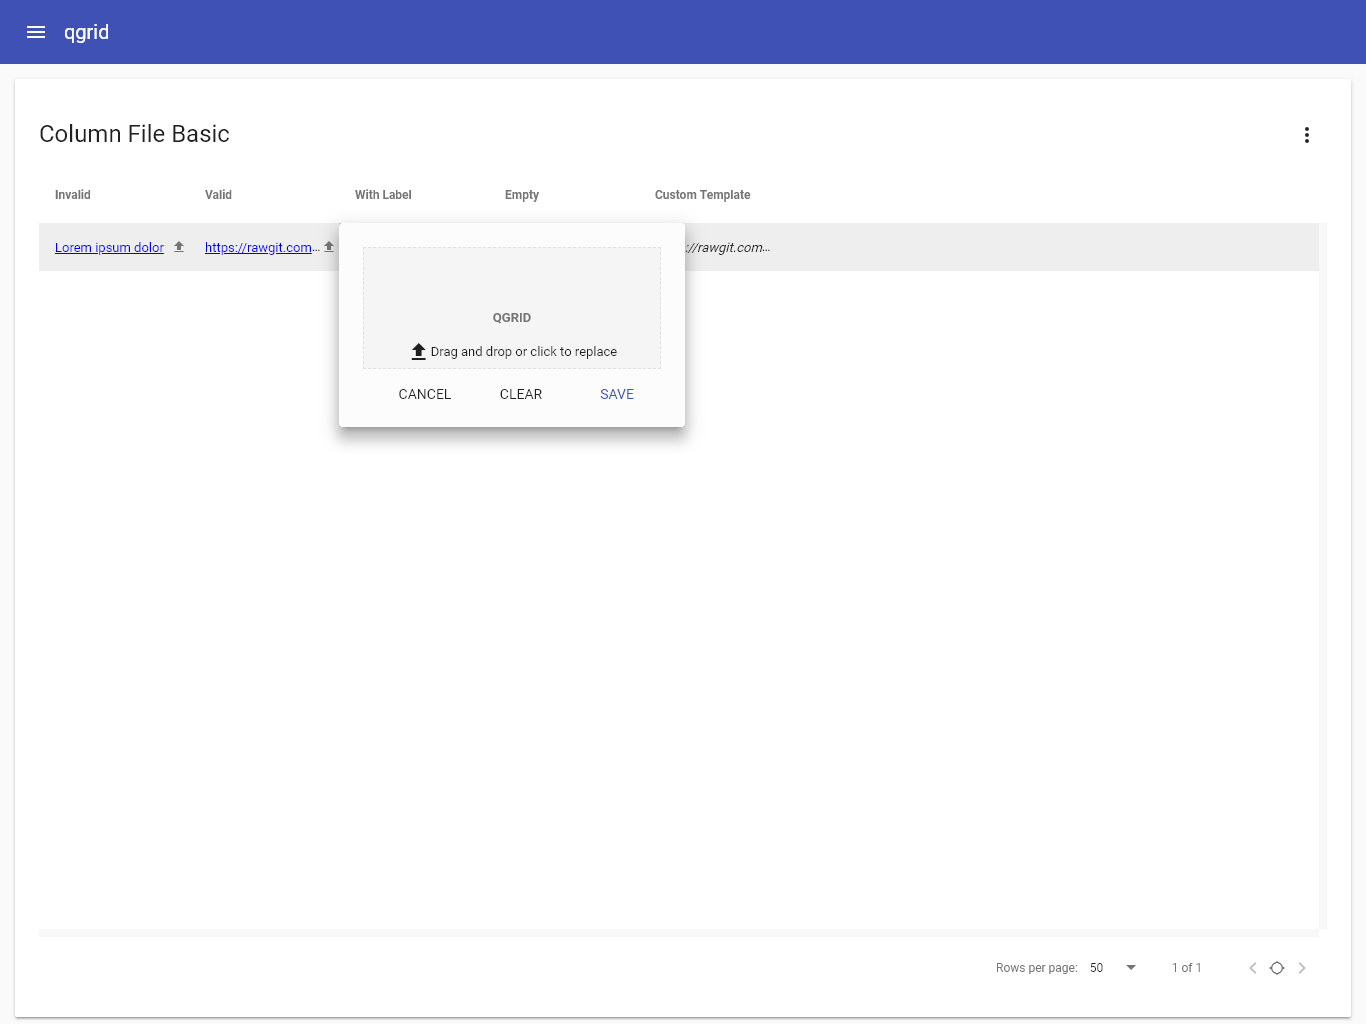 qgrid
Column File Basic
Invalid Valid With Label Empty Custom Template
Lorem ipsum dolor https://rawgit.com... ://rawgit.com...
QGRID
Drag and drop or click to replace
CANCEL CLEAR SAVE
Rows per page: 50 1 of 1